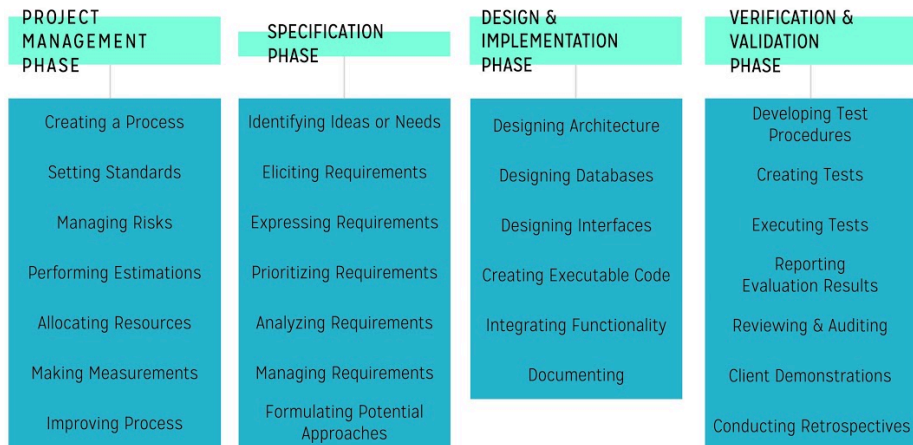 PROJECT
MANAGEMENT
PHASE
Creating a Process
Setting Standards
Managing Risks
Performing Estimations
Allocating Resources
Making Measurements
Improving Process
SPECIFICATION
PHASE
Identifying Ideas or Needs
Eliciting Requirements
Expressing Requirements
Prioritizing Requirements
Analyzing Requirements
Managing Requirements
Formulating Potential
Approaches
DESIGN &
IMPLEMENTATION
PHASE
Designing Architecture
Designing Databases
Designing Interfaces
Creating Executable Code
Integrating Functionality
Documenting
VERIFICATION &
VALIDATION
PHASE
Developing Test
Procedures
Creating Tests
Executing Tests
Reporting
Evaluation Results
Reviewing & Auditing
Client Demonstrations
Conducting Retrospectives